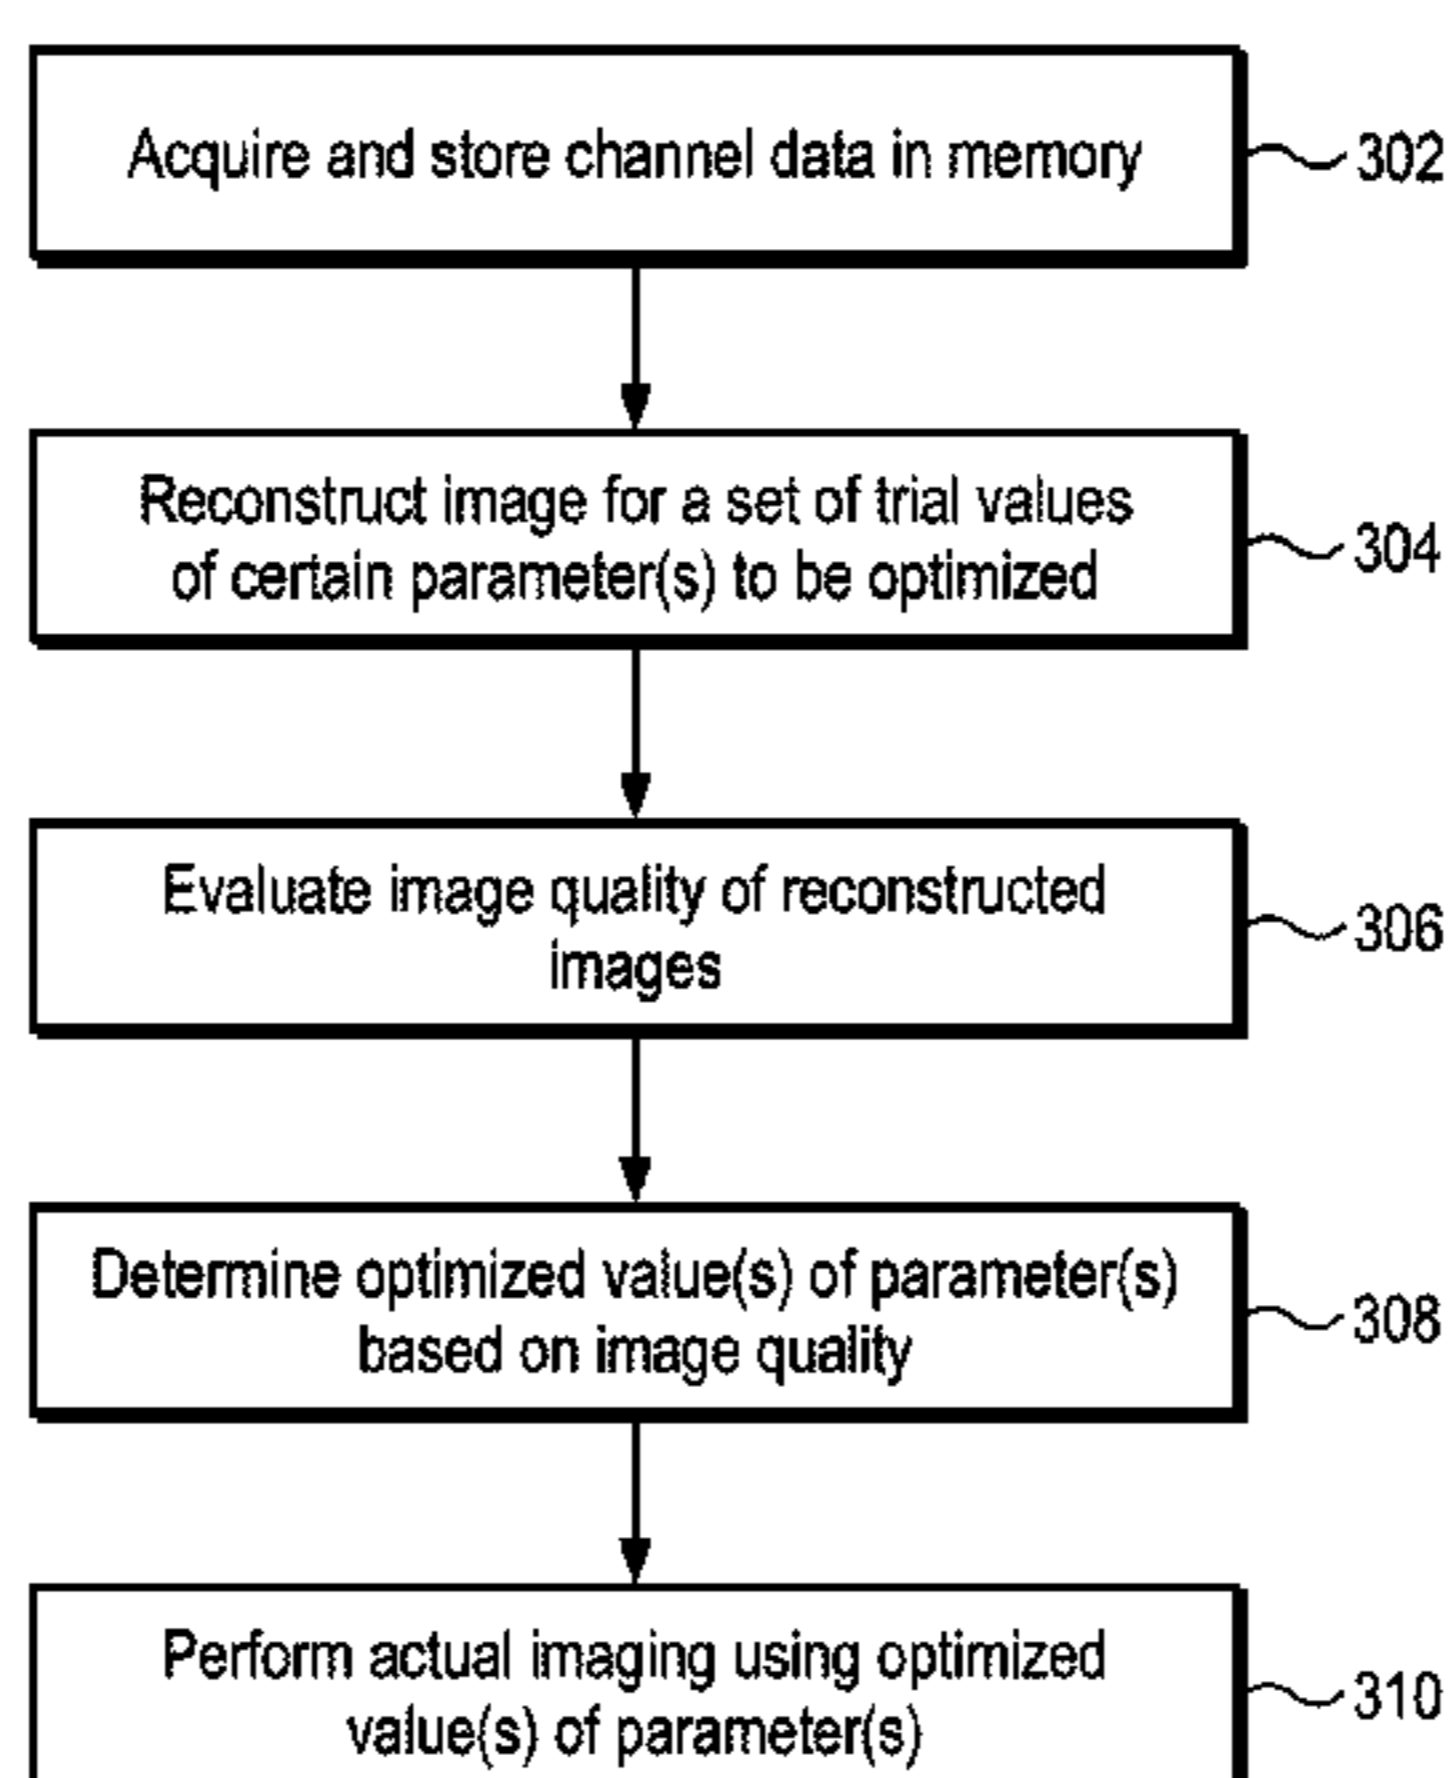 Acquire and store channel data in memory
302
Reconstruct image for a set of trial values
of certain parameter(s) to be optimized
304
Evaluate image quality of reconstructed
images
306
Determine optimized value(s) of parameter(s)
based on image quality
308
Perform actual imaging using optimized
value(s) of parameter(s)
310